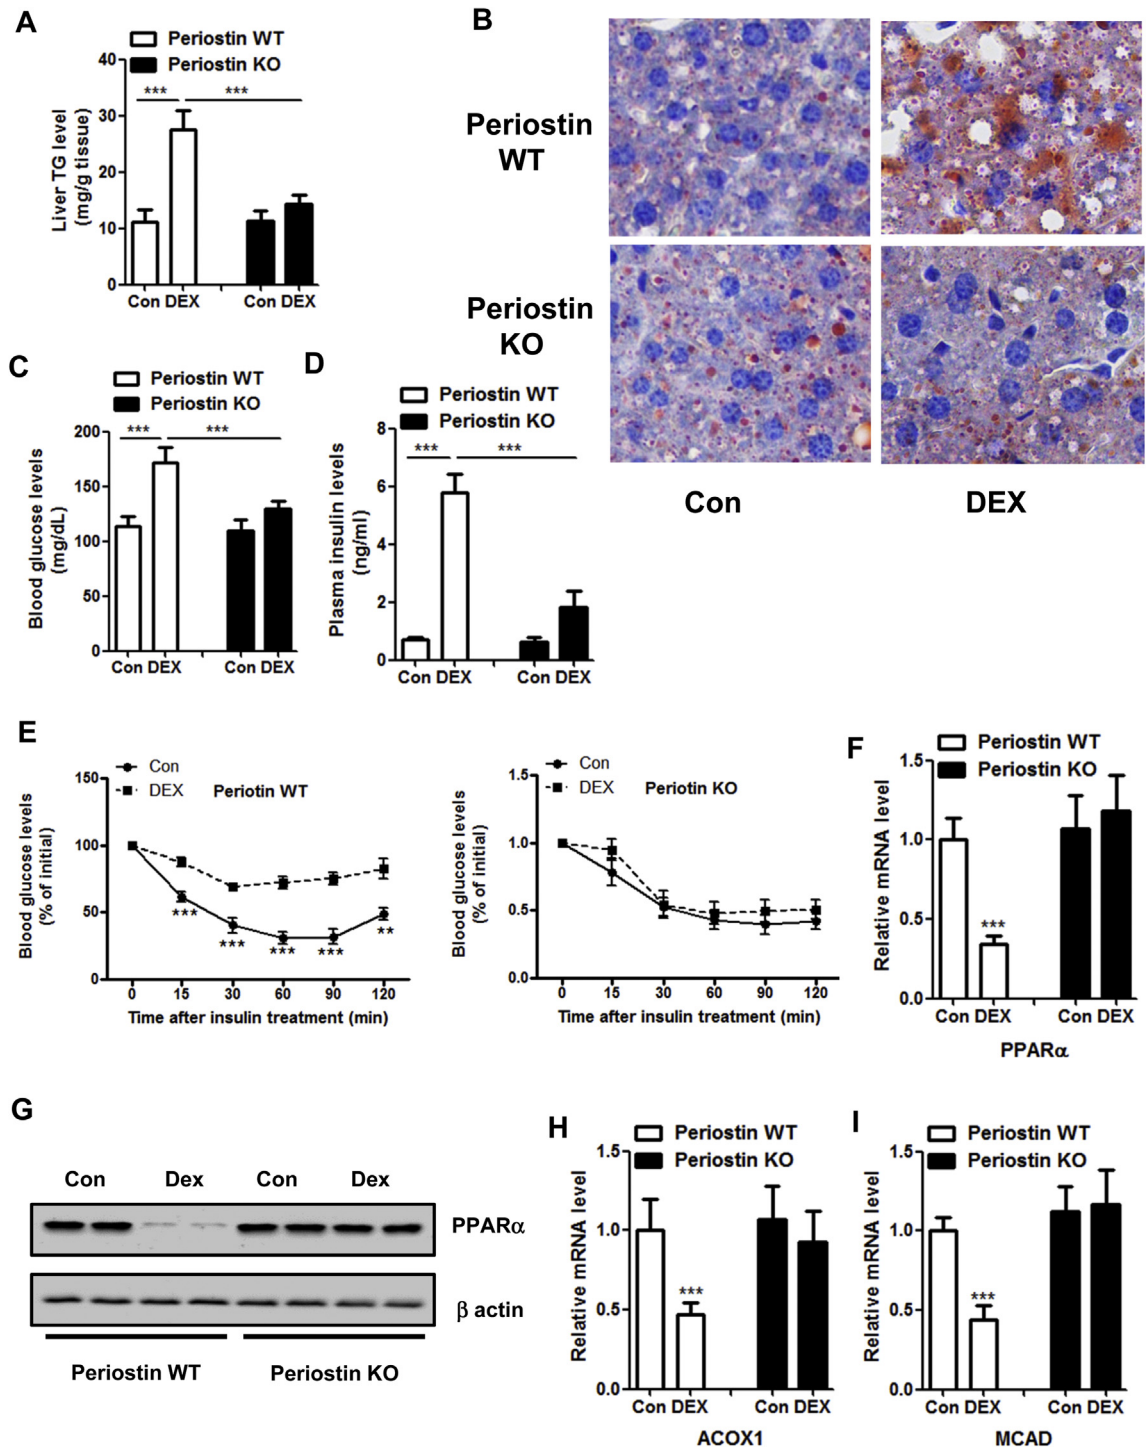 A
Periostin WT
Periostin KO
Liver TG level
(mg/g tissue)
40
30
20
10
0
***
***
Con DEX
Con DEX
B
Periostin
WT
Periostin
KO
Con
DEX
C
Periostin WT
Periostin KO
Blood glucose levels
(mg/dL)
200
150
100
50
0
***
***
Con DEX
Con DEX
D
Periostin WT
Periostin KO
Plasma insulin levels
(ng/ml)
8
6
4
2
0
***
***
Con DEX
Con DEX
E
Con
DEX
Periotin WT
Blood glucose levels
(% of initial)
150
100
50
0
***
***
***
***
**
0 15 30 60 90 120
Time after insulin treatment (min)
Con
DEX
Periotin KO
Blood glucose levels
(% of initial)
1.5
1.0
0.5
0.0
0 15 30 60 90 120
Time after insulin treatment (min)
F
Periostin WT
Periostin KO
Relative mRNA level
1.5
1.0
0.5
0.0
***
Con DEX
Con DEX
PPARα
G
Con Dex Con Dex
PPARα
β actin
Periostin WT
Periostin KO
H
Periostin WT
Periostin KO
Relative mRNA level
1.5
1.0
0.5
0.0
***
Con DEX
Con DEX
ACOX1
I
Periostin WT
Periostin KO
Relative mRNA level
1.5
1.0
0.5
0.0
***
Con DEX
Con DEX
MCAD